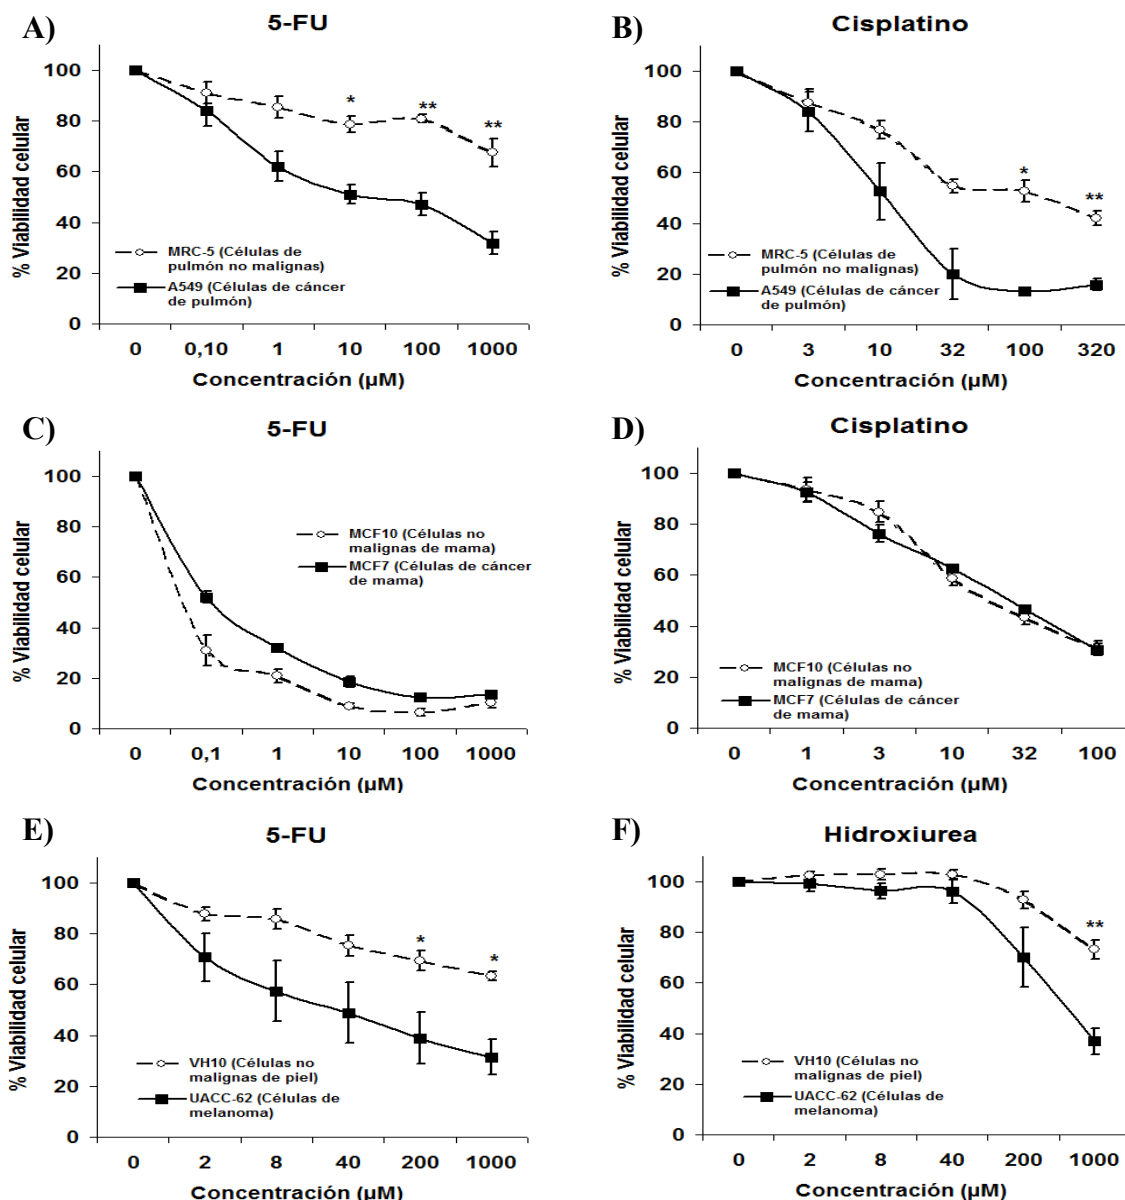 A)
5-FU
% Viabilidad celular
100
80
60
40
20
0
*
**
**
MRC-5 (Células de
pulmón no malignas)
A549 (Células de cáncer
de pulmón)
0 0,10 1 10 100 1000
Concentración (µM)
B)
Cisplatino
% Viabilidad celular
100
80
60
40
20
0
*
**
MRC-5 (Células de
pulmón no malignas)
A549 (Células de cáncer
de pulmón)
0 3 10 32 100 320
Concentración (µM)
C)
5-FU
% Viabilidad celular
100
80
60
40
20
0
MCF10 (Células no
malignas de mama)
MCF7 (Células de cáncer
de mama)
0 0,1 1 10 100 1000
Concentración (µM)
D)
Cisplatino
% Viabilidad celular
100
80
60
40
20
0
MCF10 (Células no
malignas de mama)
MCF7 (Células de cáncer
de mama)
0 1 3 10 32 100
Concentración (µM)
E)
5-FU
% Viabilidad celular
100
80
60
40
20
0
*
*
VH10 (Células no
malignas de piel)
UACC-62 (Células de
melanoma)
0 2 8 40 200 1000
Concentración (µM)
F)
Hidroxiurea
% Viabilidad celular
100
80
60
40
20
0
**
VH10 (Células no
malignas de piel)
UACC-62 (Células de
melanoma)
0 2 8 40 200 1000
Concentración (µM)